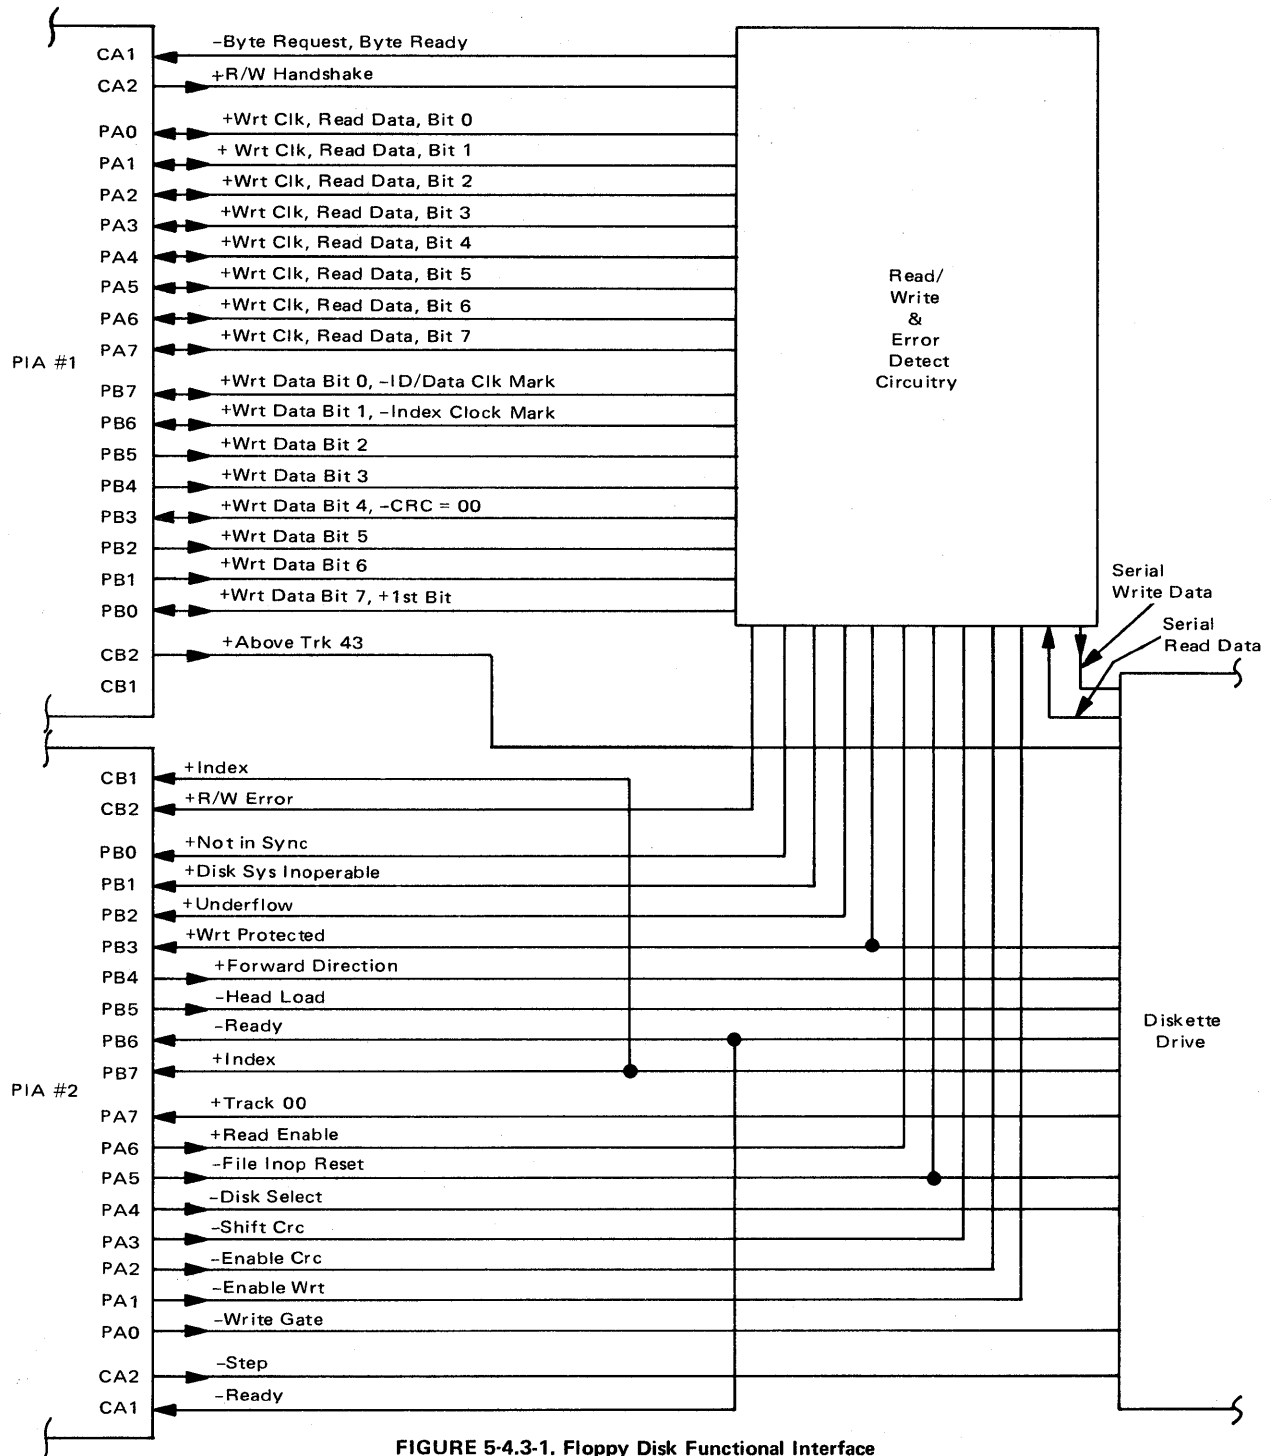 CA1 –Byte Request, Byte Ready
CA2 +R/W Handshake
PA0 +Wrt Clk, Read Data, Bit 0
PA1 + Wrt Clk, Read Data, Bit 1
PA2 +Wrt Clk, Read Data, Bit 2
PA3 +Wrt Clk, Read Data, Bit 3
PA4 +Wrt Clk, Read Data, Bit 4
PA5 +Wrt Clk, Read Data, Bit 5
PA6 +Wrt Clk, Read Data, Bit 6
PA7 +Wrt Clk, Read Data, Bit 7
PIA #1
PB7 +Wrt Data Bit 0, –ID/Data Clk Mark
PB6 +Wrt Data Bit 1, –Index Clock Mark
PB5 +Wrt Data Bit 2
PB4 +Wrt Data Bit 3
PB3 +Wrt Data Bit 4, –CRC = 00
PB2 +Wrt Data Bit 5
PB1 +Wrt Data Bit 6
PB0 +Wrt Data Bit 7, +1st Bit
CB2 +Above Trk 43
CB1
Read/
Write
&
Error
Detect
Circuitry
Serial
Write Data
Serial
Read Data
CB1 +Index
CB2 +R/W Error
PB0 +Not in Sync
PB1 +Disk Sys Inoperable
PB2 +Underflow
PB3 +Wrt Protected
PB4 +Forward Direction
PB5 –Head Load
PB6 –Ready
PB7 +Index
PIA #2
PA7 +Track 00
PA6 +Read Enable
PA5 –File Inop Reset
PA4 –Disk Select
PA3 –Shift Crc
PA2 –Enable Crc
PA1 –Enable Wrt
PA0 –Write Gate
CA2 –Step
CA1 –Ready
Diskette
Drive
FIGURE 5-4.3-1. Floppy Disk Functional Interface